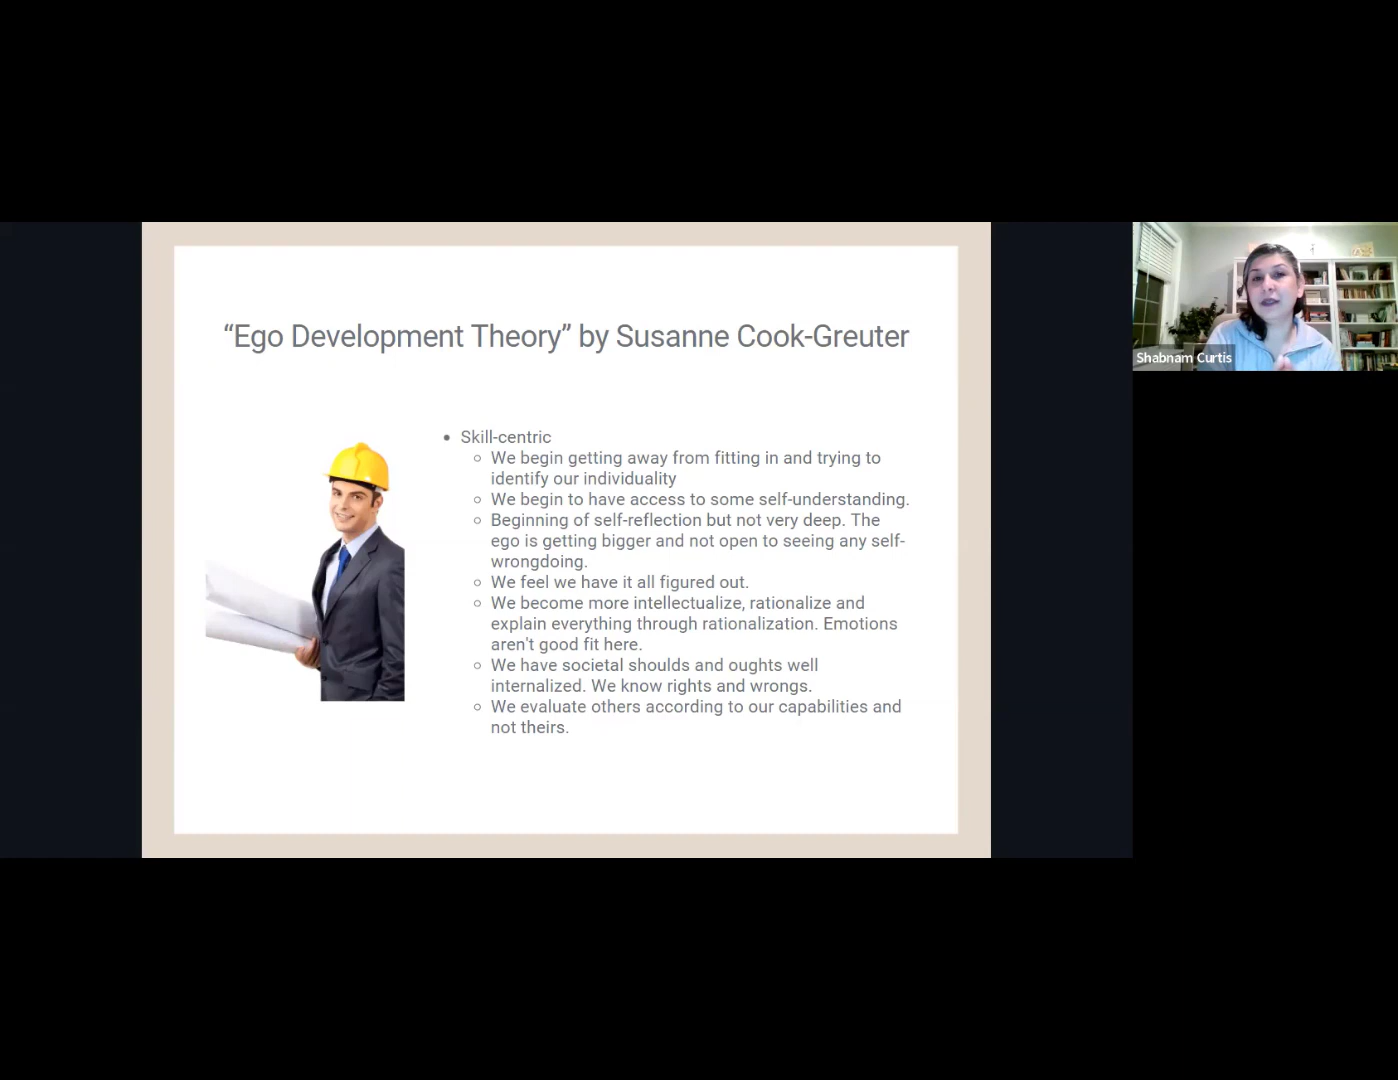 “Ego Development Theory” by Susanne Cook-Greuter
• Skill-centric
○ We begin getting away from fitting in and trying to
identify our individuality
○ We begin to have access to some self-understanding.
○ Beginning of self-reflection but not very deep. The
ego is getting bigger and not open to seeing any self-
wrongdoing.
○ We feel we have it all figured out.
○ We become more intellectualize, rationalize and
explain everything through rationalization. Emotions
aren't good fit here.
○ We have societal shoulds and oughts well
internalized. We know rights and wrongs.
○ We evaluate others according to our capabilities and
not theirs.
Shabnam Curtis